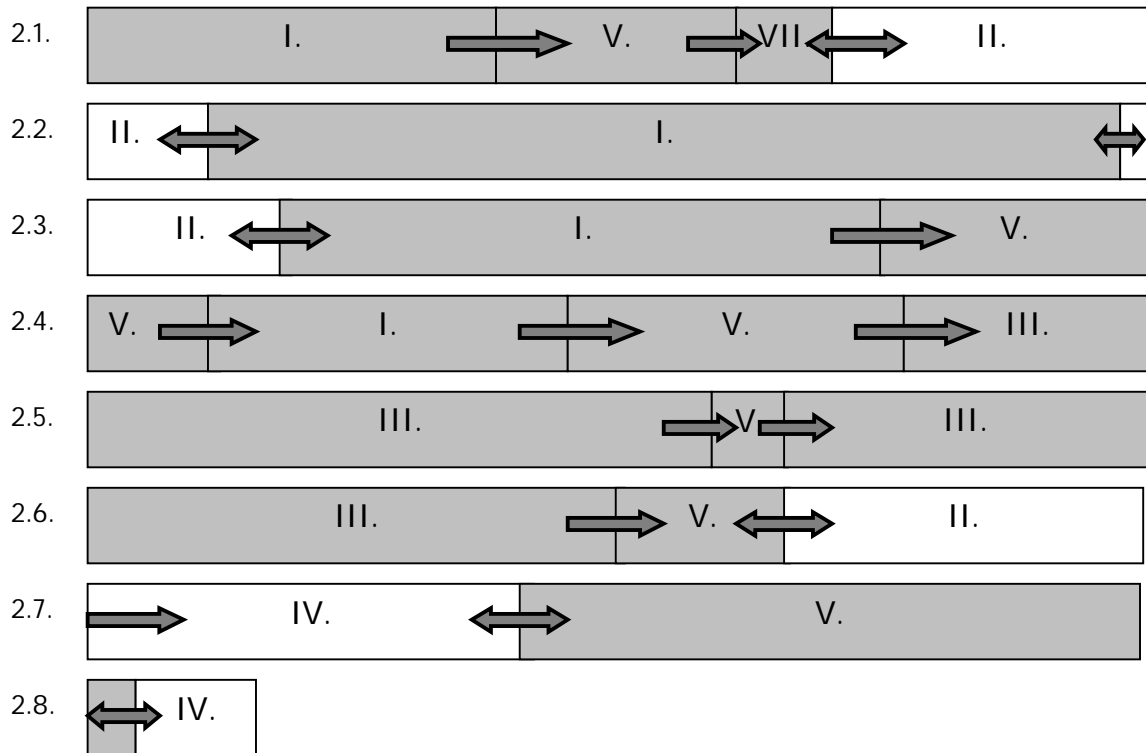 2.1. I. V. VII II.
2.2. II. I.
2.3. II. I. V.
2.4. V. I. V. III.
2.5. III. V III.
2.6. III. V. II.
2.7. IV. V.
2.8. IV.